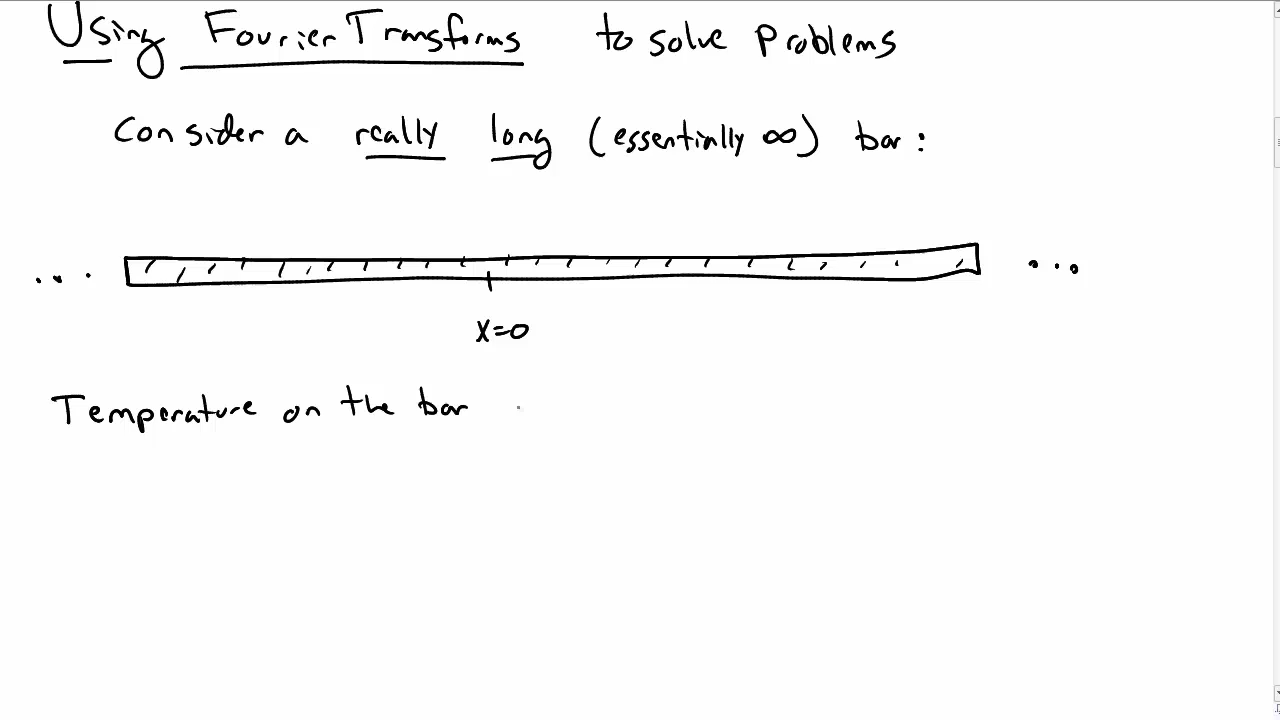 Using Fourier Transforms to solve Problems
Consider a really long (essentially ∞) bar:
... ...
x=0
Temperature on the bar